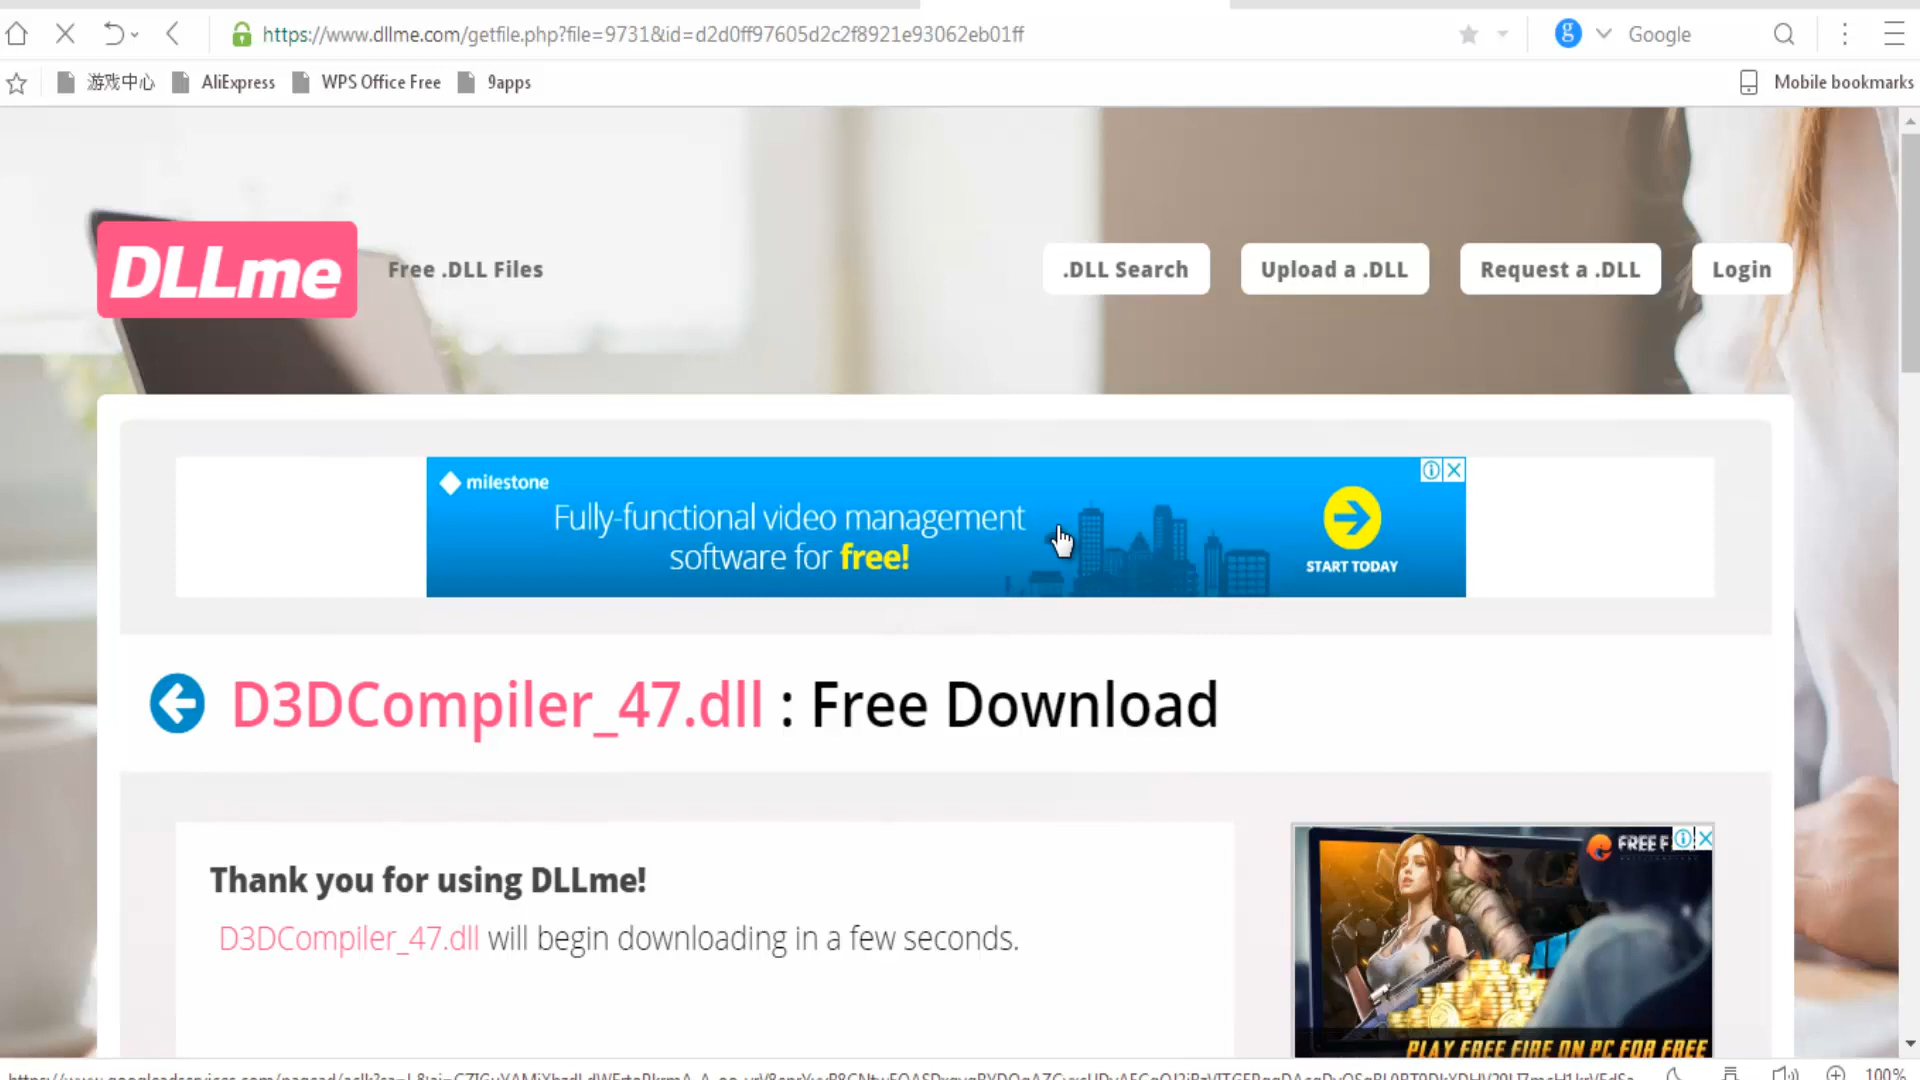 https://www.dllme.com/getfile.php?file=9731&id=d2d0ff97605d2c2f8921e93062eb01ff
Google
游戏中心 AliExpress WPS Office Free 9apps Mobile bookmarks
DLLme Free .DLL Files .DLL Search Upload a .DLL Request a .DLL Login
milestone
Fully-functional video management
software for free!
START TODAY
D3DCompiler_47.dll : Free Download
FREE
Thank you for using DLLme!
D3DCompiler_47.dll will begin downloading in a few seconds.
PLAY FREE FIRE ON PC FOR FREE
100%